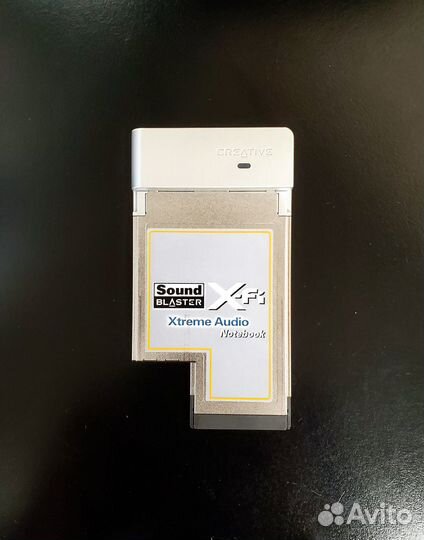 CREATIVE
Sound
BLASTER
X-Fi
Xtreme Audio
Notebook
Avito